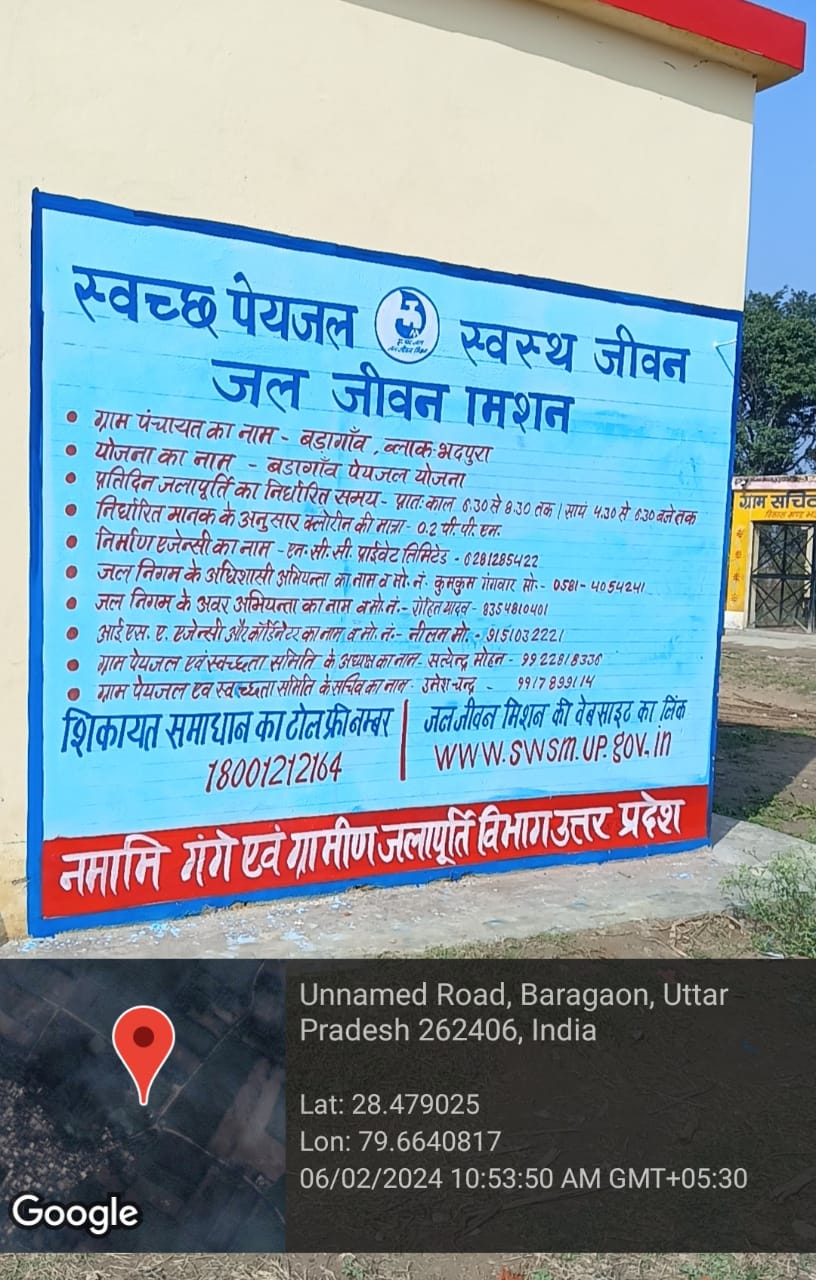 स्वच्छ पेयजल स्वस्थ जीवन
जल जीवन मिशन
ग्राम पंचायत का नाम - बड़ागाँव, ब्लाक-भदपुरा
योजना का नाम - बडागाँव पेयजल योजना
प्रतिदिन जलापूर्ति का निर्धारित समय- प्रातः काल 6.30 से 8.30 तक / सायं 4.30 से 6.30 बजे तक
निर्धारित मानक के अनुसार क्लोरीन की मात्रा- 0.2 पी. पी. एम.
निर्माण एजेन्सी का नाम - एन. सी. सी. प्राईवेट लिमिटेड - 6281285422
जल निगम के अधिशासी अभियन्ता का नाम व मो. नं. कुमकुम गंगवार मो.- 0581-4054241
जल निगम के अवर अभियन्ता का नाम व मो. नं.- रोहित यादव - 8354810401
आई. एस. ए. एजेन्सी और कॉर्डिनेटर का नाम व मो. नं.- नीलम मो.- 9151032221
ग्राम पेयजल एवं स्वच्छता समिति के अध्यक्ष का नाम- सत्येन्द्र मोहन -
ग्राम पेयजल एवं स्वच्छता समिति के सचिव का नाम- उमेश चन्द्र - 9917899114
शिकायत समाधान का टोल फ्री नम्बर
18001212164
जल जीवन मिशन की वेबसाइट का लिंक
www.swsm.up.gov.in
नमामि गंगे एवं ग्रामीण जलापूर्ति विभाग उत्तर प्रदेश
ग्राम सचि
Unnamed Road, Baragaon, Uttar
Pradesh 262406, India
Lat: 28.479025
Lon: 79.6640817
06/02/2024 10:53:50 AM GMT+05:30
Google